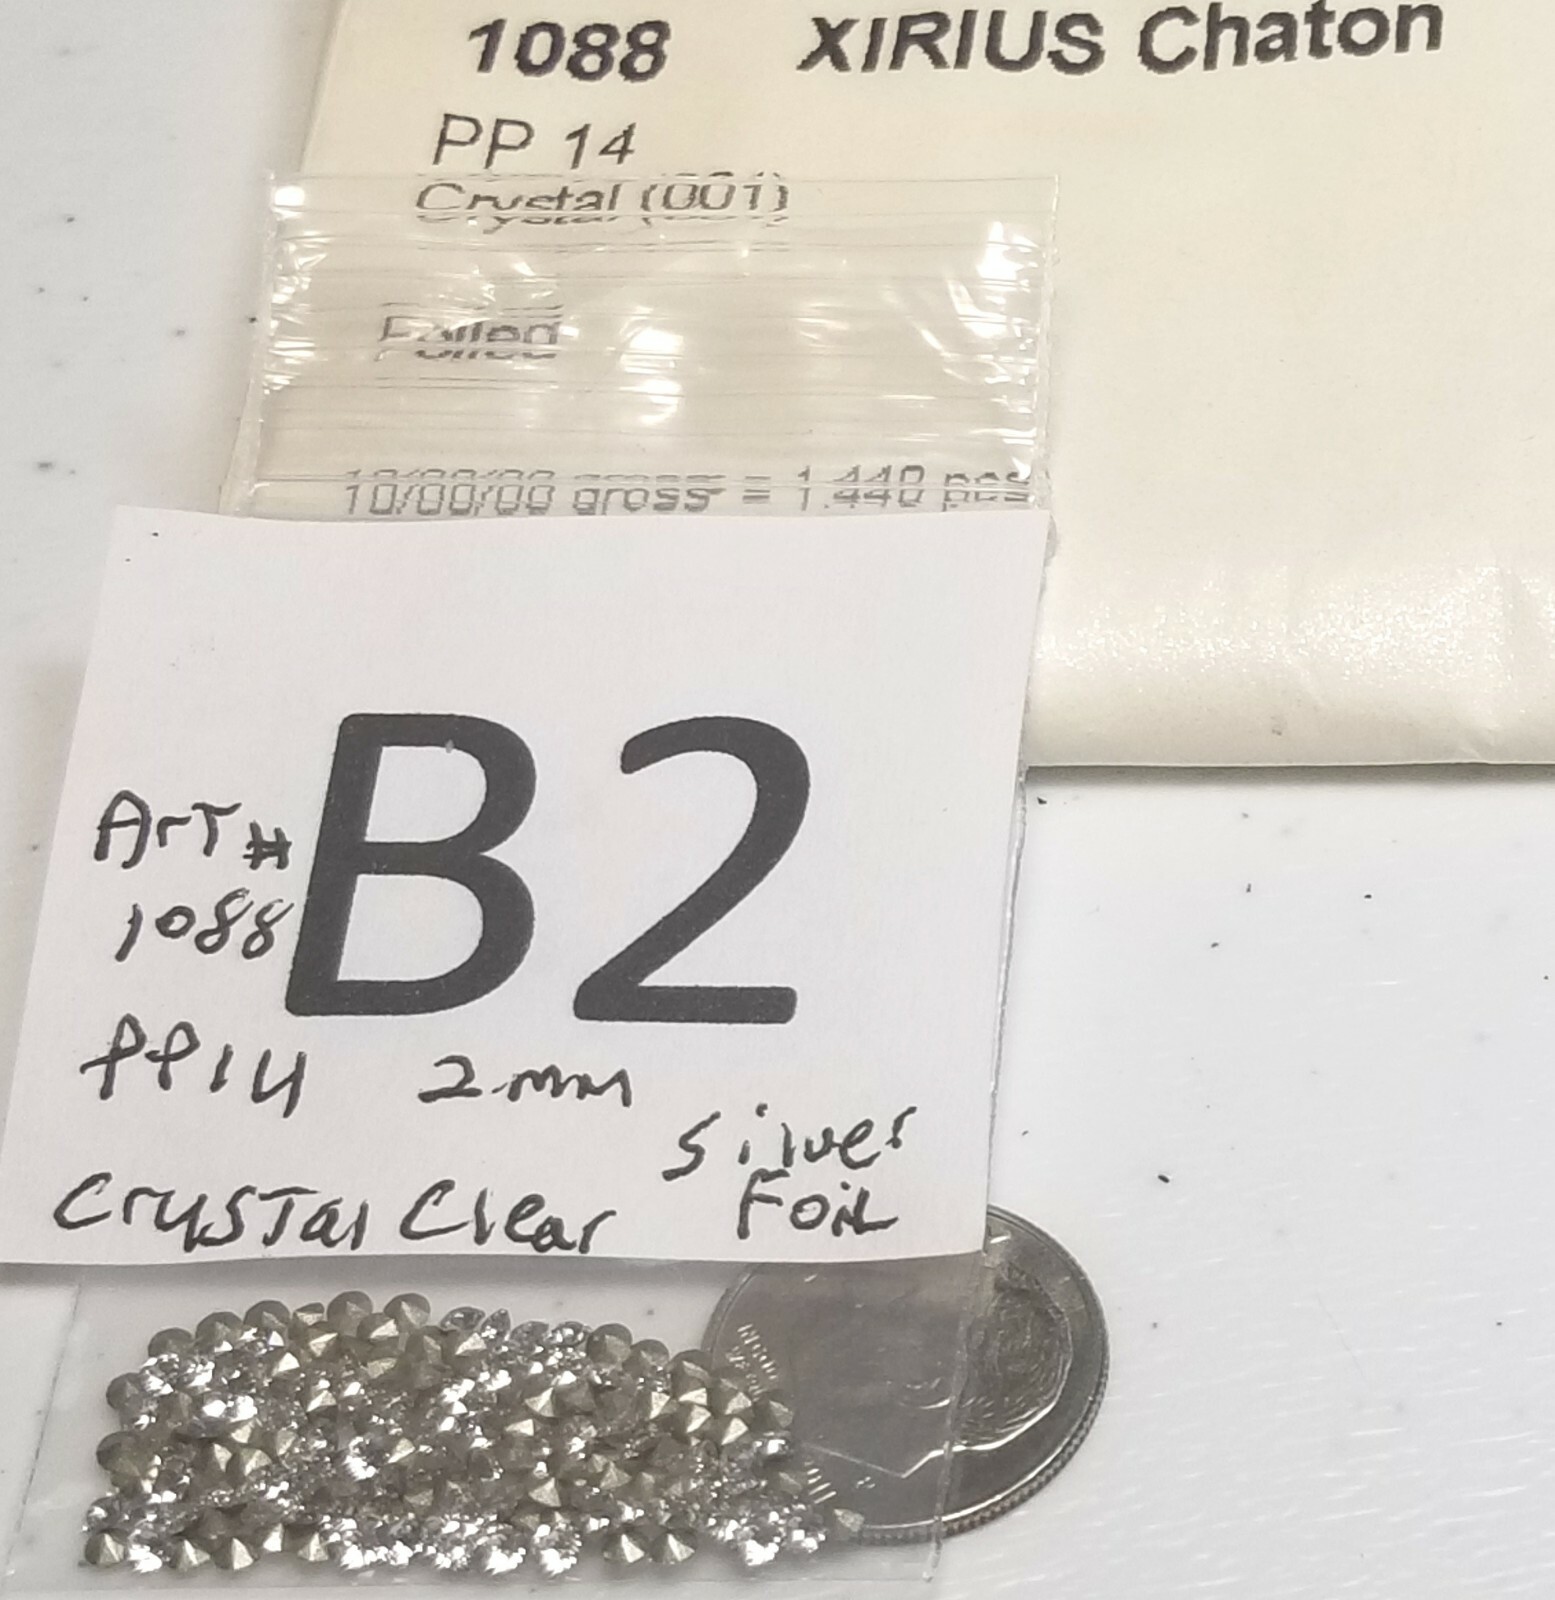 1088 XIRIUS Chaton
PP 14
Crystal (001)
Foiled
10/00/00 gross = 1.440 pcs
B2
Art #
1088
PP14 2mm
Silver
Foil
Crystal Clear